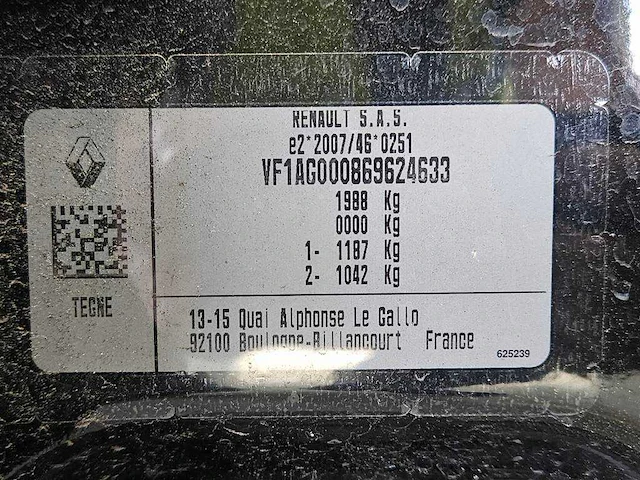 RENAULT S.A.S.
e2*2007/46*0251
VF1AG000869624633
1988 Kg
0000 Kg
1- 1187 Kg
2- 1042 Kg
TEGNE
13-15 Quai Alphonse Le Gallo
92100 Boulogne-Billancourt France
625239